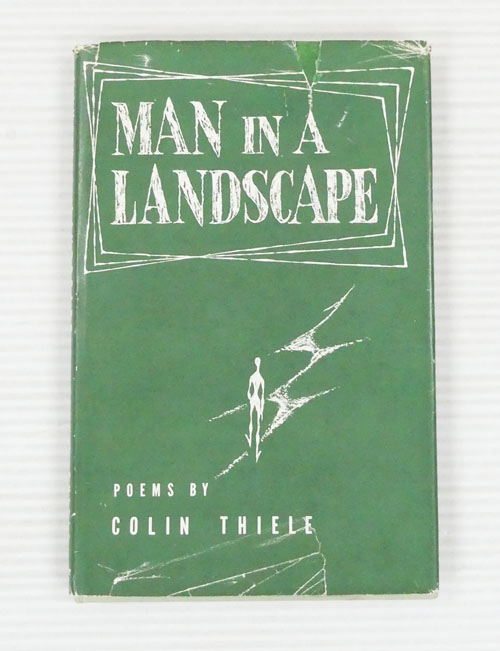 MAN IN A
LANDSCAPE
POEMS BY
COLIN THIELE